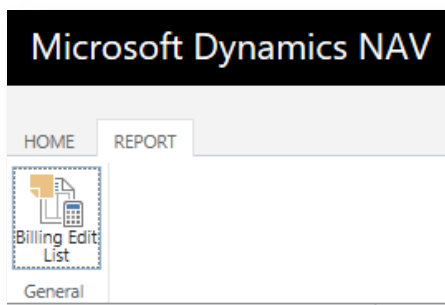 Microsoft Dynamics NAV
HOME REPORT
Billing Edit
List
General